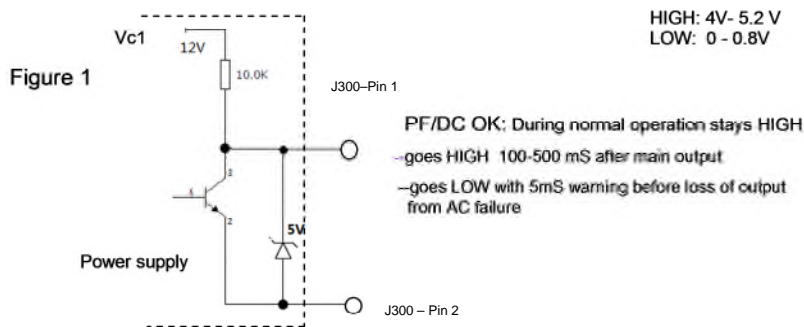 HIGH: 4V- 5.2 V
LOW: 0 - 0.8V
Vc1
12V
Figure 1
10.0K
J300–Pin 1
PF/DC OK: During normal operation stays HIGH
--goes HIGH 100-500 mS after main output
--goes LOW with 5mS warning before loss of output
from AC failure
3
2
5V
Power supply
J300 – Pin 2